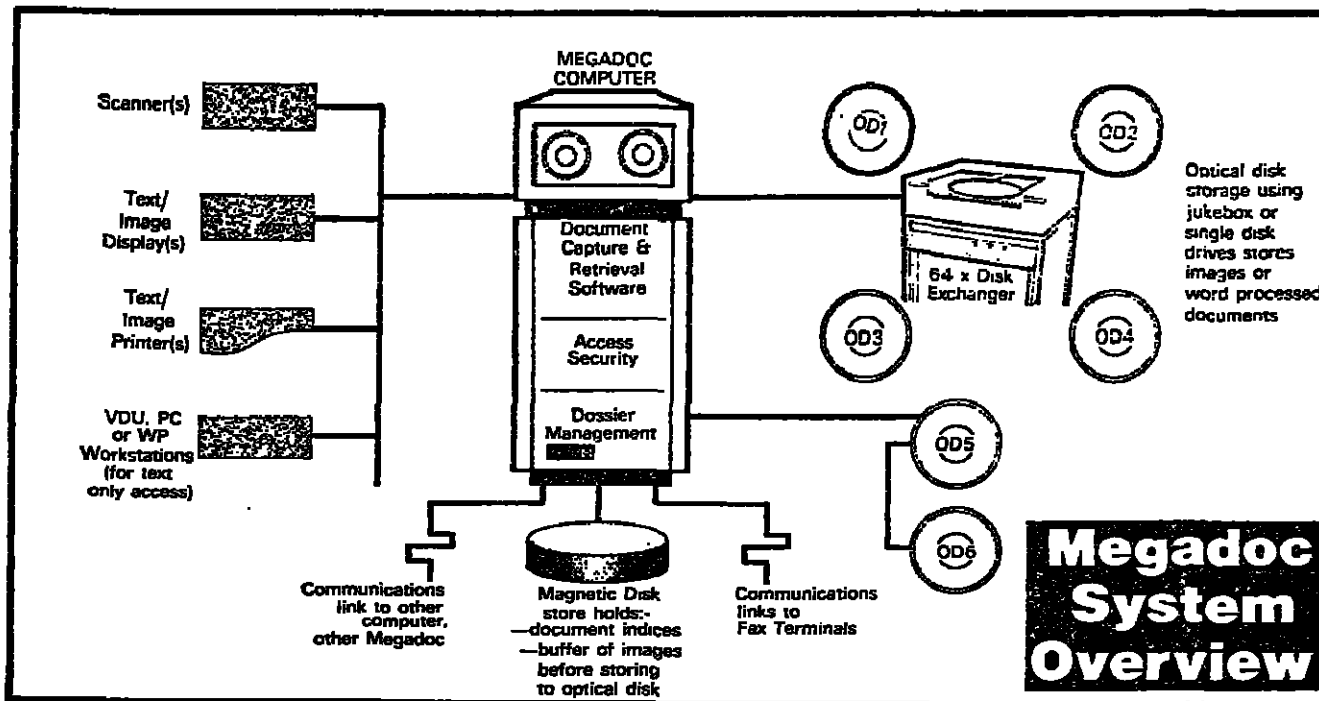 MEGADOC
COMPUTER
Scanner(s)
Text/
Image
Display(s)
Text/
Image
Printer(s)
VDU, PC
or WP
Workstations
(for text
only access)
Document
Capture &
Retrieval
Software
Access
Security
Dossier
Management
OD1
OD2
64 x Disk
Exchanger
OD3
OD4
Optical disk
storage using
jukebox or
single disk
drives stores
images or
word processed
documents
OD5
OD6
Communications
link to other
computer,
other Megadoc
Magnetic Disk
store holds:-
—document indices
—buffer of images
before storing
to optical disk
Communications
links to
Fax Terminals
Megadoc
System
Overview